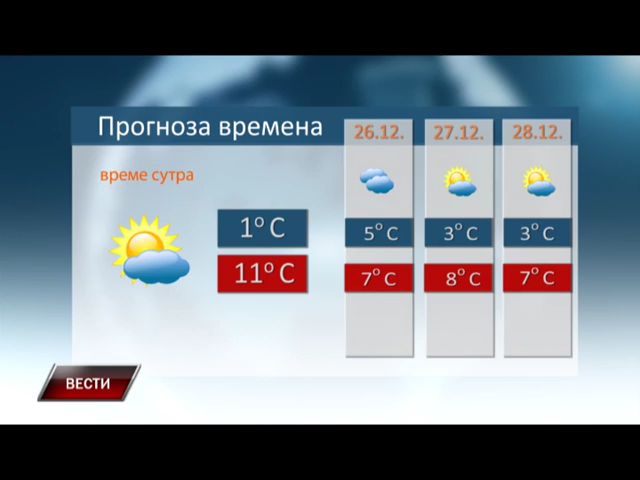 Прогноза времена
време сутра
1° C
11° C
26.12.
5° C
7° C
27.12.
3° C
8° C
28.12.
3° C
7° C
ВЕСТИ